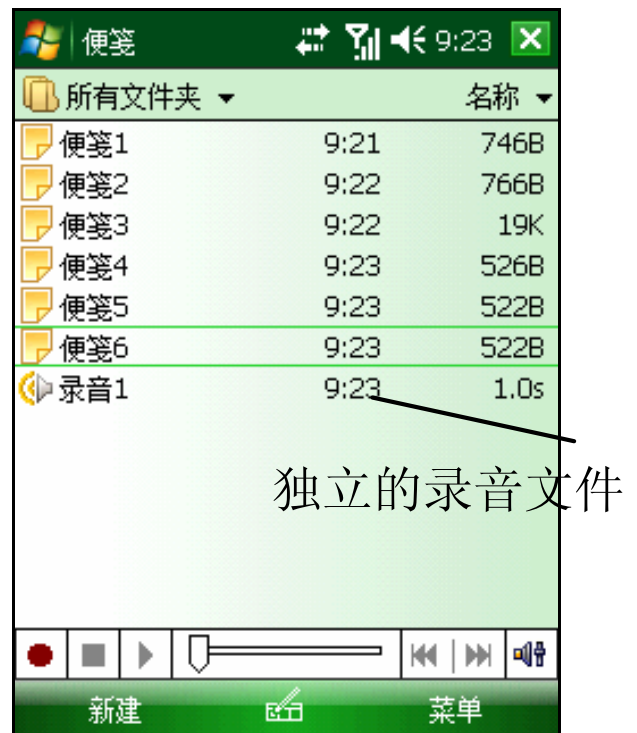 便笺 9:23
所有文件夹 名称
便笺1 9:21 746B
便笺2 9:22 766B
便笺3 9:22 19K
便笺4 9:23 526B
便笺5 9:23 522B
便笺6 9:23 522B
录音1 9:23 1.0s
独立的录音文件
新建 菜单